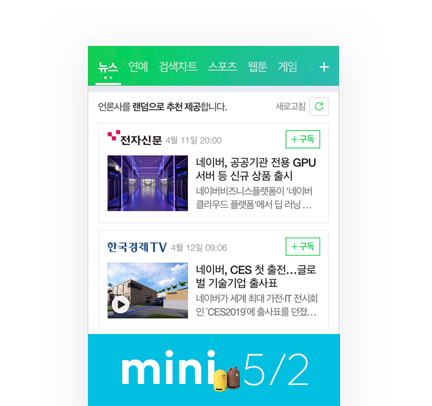 뉴스 연예 검색차트 스포츠 웹툰 게임 +
언론사를 랜덤으로 추천 제공합니다. 새로고침
전자신문 4월 11일 20:00 +구독
네이버, 공공기관 전용 GPU
서버 등 신규 상품 출시
네이버비즈니스플랫폼이 '네이버
클라우드 플랫폼'에서 딥 러닝 ...
한국경제TV 4월 12일 09:06 +구독
네이버, CES 첫 출전...글로
벌 기술기업 출사표
네이버가 세계 최대 가전·IT 전시회
인 'CES2019'에 출사표를 던졌...
mini 5/2